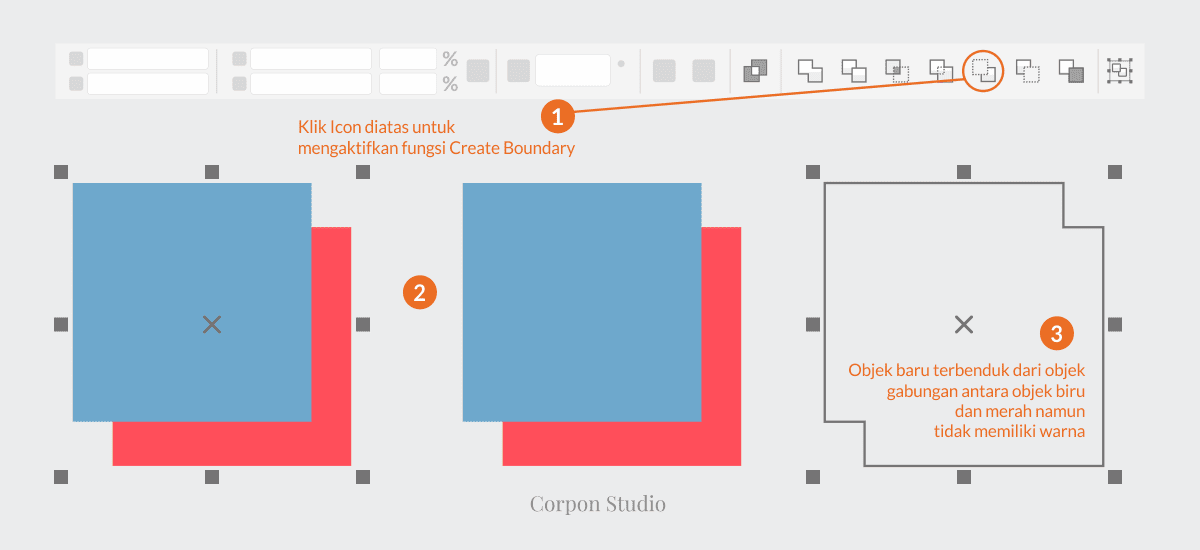 %
%
1
Klik Icon diatas untuk
mengaktifkan fungsi Create Boundary
2
3
Objek baru terbenduk dari objek
gabungan antara objek biru
dan merah namun
tidak memiliki warna
Corpon Studio